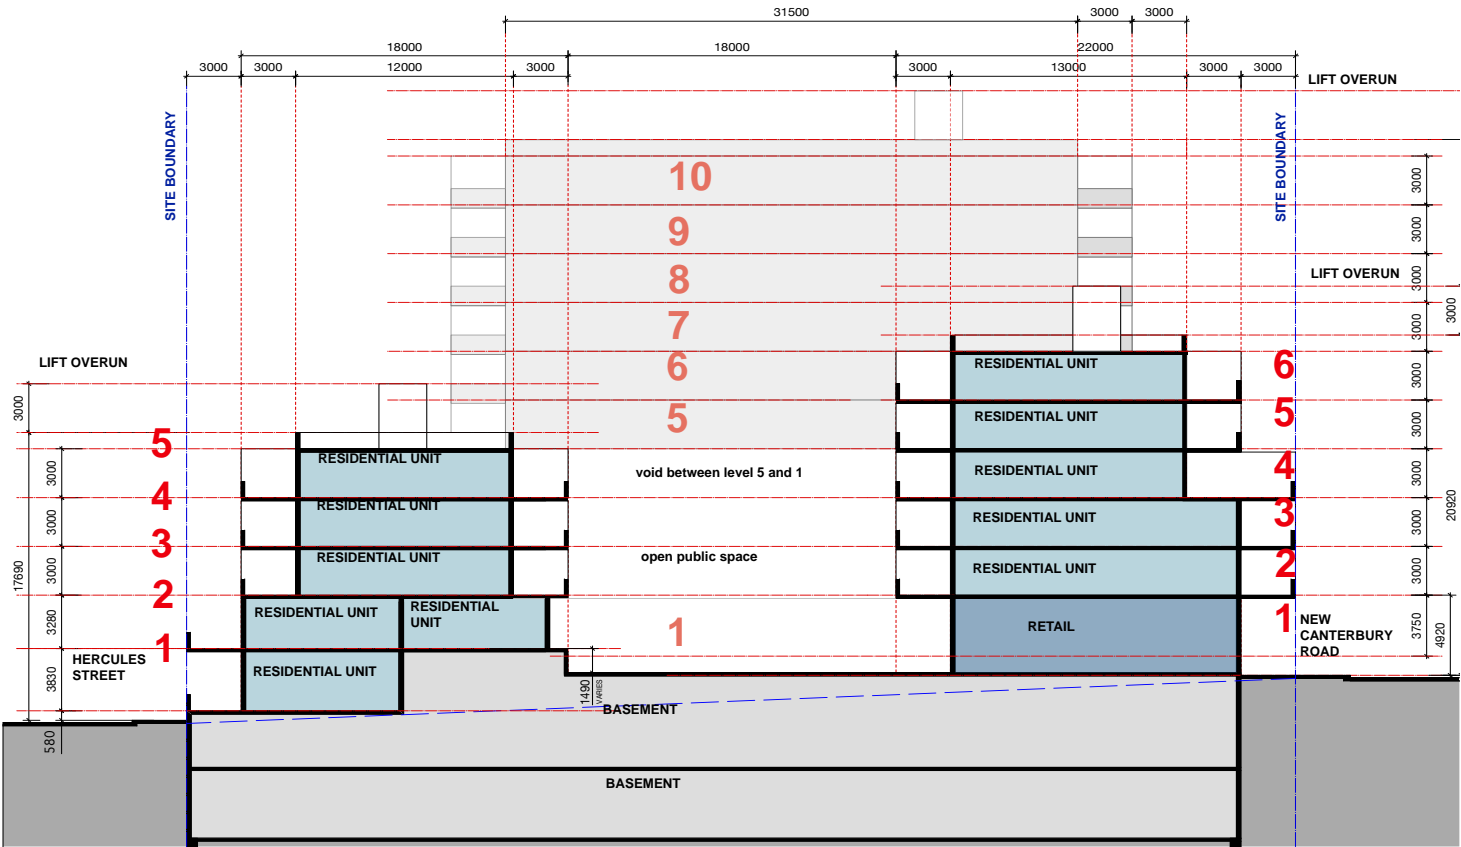 31500
3000
3000
18000
18000
22000
3000
3000
12000
3000
3000
13000
3000
3000
LIFT OVERUN
SITE BOUNDARY
SITE BOUNDARY
10
3000
9
3000
8
LIFT OVERUN
3000
3000
7
3000
LIFT OVERUN
6
RESIDENTIAL UNIT
6
3000
3000
5
RESIDENTIAL UNIT
5
3000
5
RESIDENTIAL UNIT
3000
void between level 5 and 1
RESIDENTIAL UNIT
4
3000
20920
4
RESIDENTIAL UNIT
3000
RESIDENTIAL UNIT
3
3000
3
RESIDENTIAL UNIT
3000
17690
open public space
RESIDENTIAL UNIT
2
3000
2
RESIDENTIAL UNIT
RESIDENTIAL
UNIT
3280
1
RETAIL
1
NEW
CANTERBURY
ROAD
3750
4920
1
HERCULES
STREET
RESIDENTIAL UNIT
3830
1490
VARIES
BASEMENT
580
BASEMENT